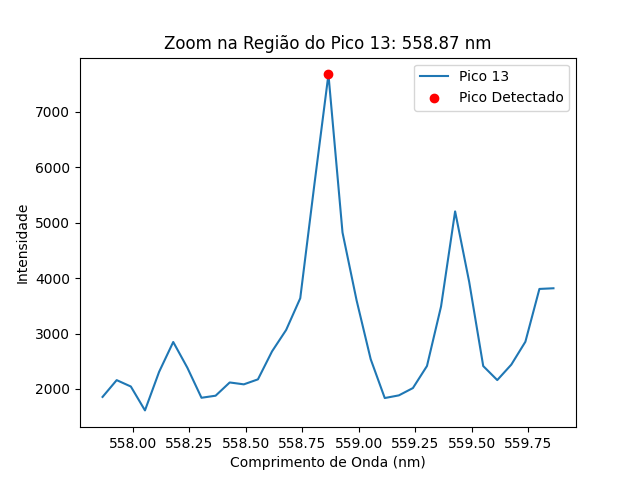 Zoom na Região do Pico 13: 558.87 nm
Pico 13
Pico Detectado
Intensidade
7000
6000
5000
4000
3000
2000
558.00 558.25 558.50 558.75 559.00 559.25 559.50 559.75
Comprimento de Onda (nm)